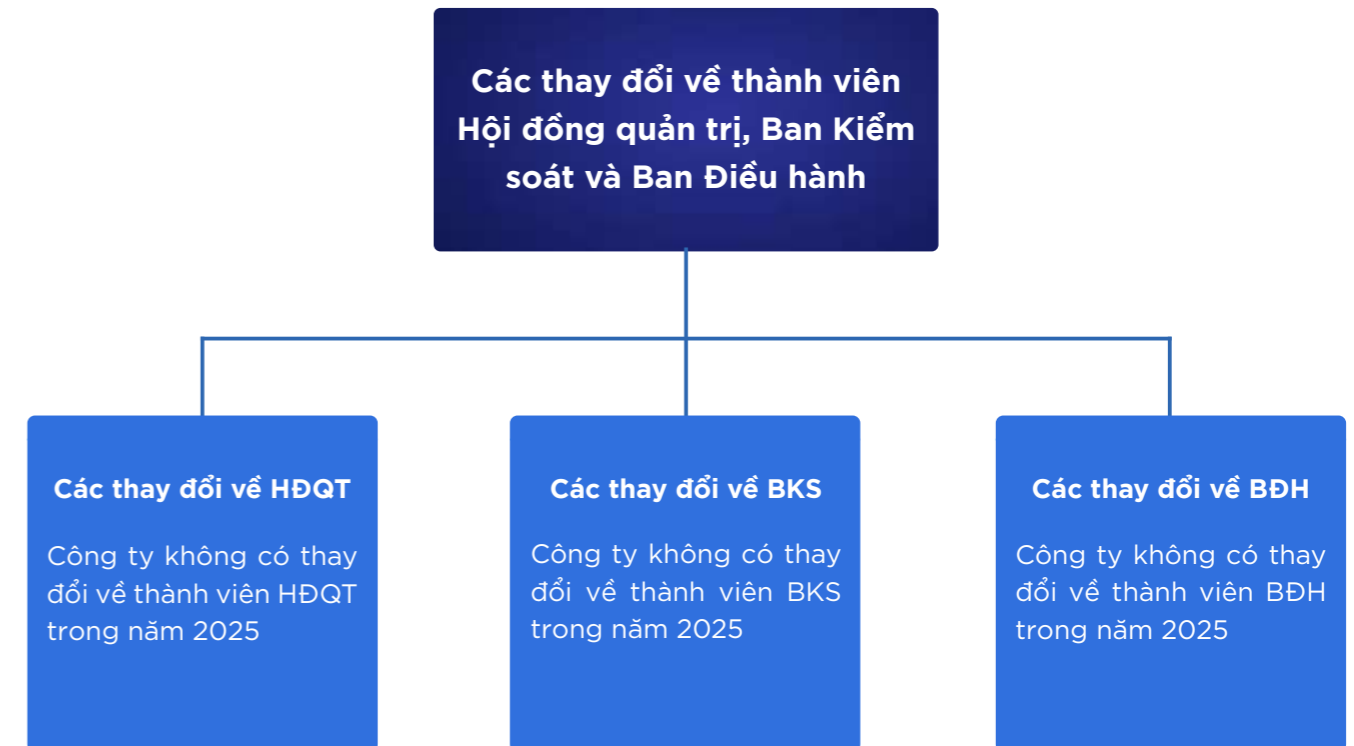 Các thay đổi về thành viên
Hội đồng quản trị, Ban Kiểm
soát và Ban Điều hành
Các thay đổi về HĐQT
Công ty không có thay
đổi về thành viên HĐQT
trong năm 2025
Các thay đổi về BKS
Công ty không có thay
đổi về thành viên BKS
trong năm 2025
Các thay đổi về BĐH
Công ty không có thay
đổi về thành viên BĐH
trong năm 2025